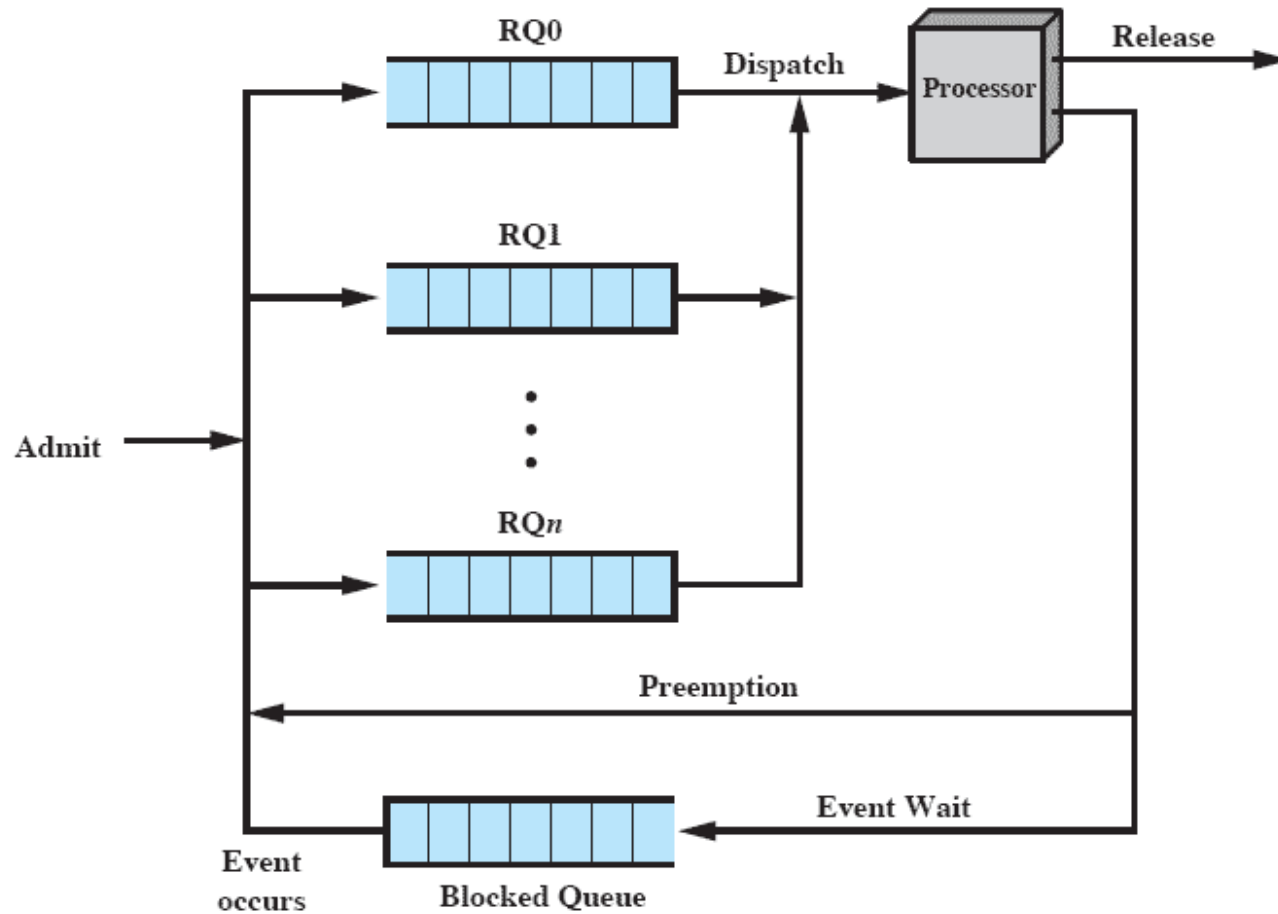 RQ0
Release
Dispatch
Processor
RQ1
Admit
RQn
Preemption
Event Wait
Event
occurs
Blocked Queue